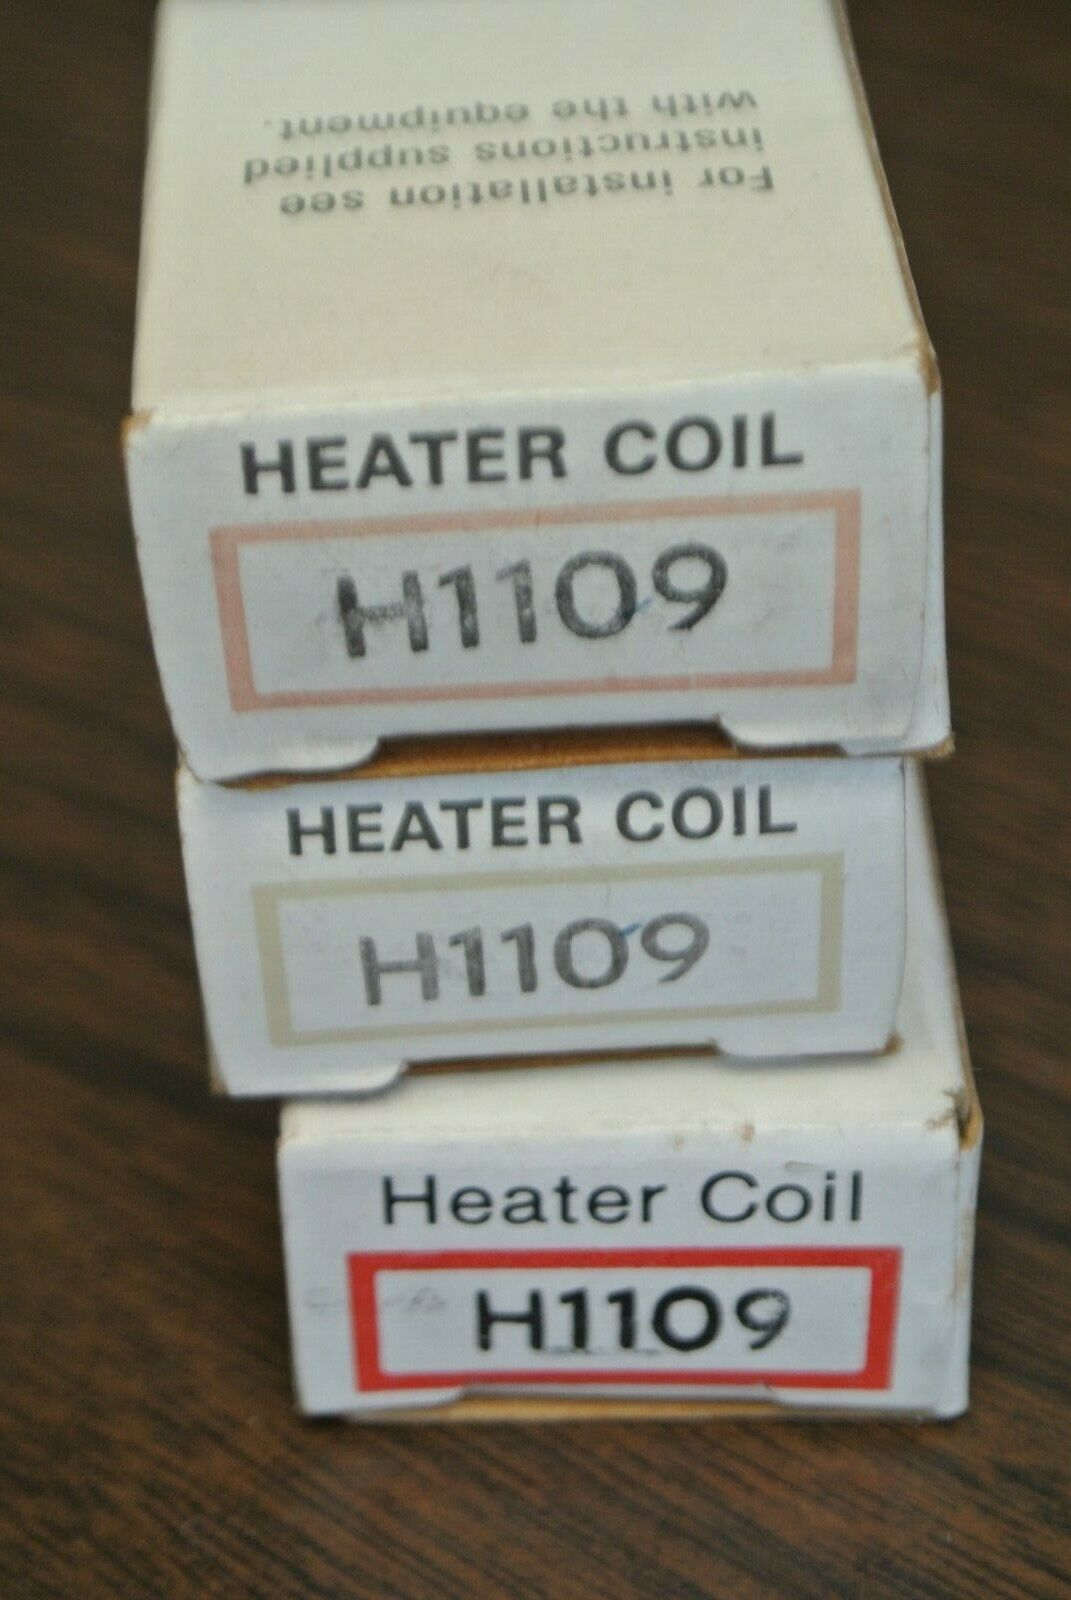 For installation see
instructions supplied
with the equipment.
HEATER COIL
H1109
HEATER COIL
H1109
Heater Coil
H1109